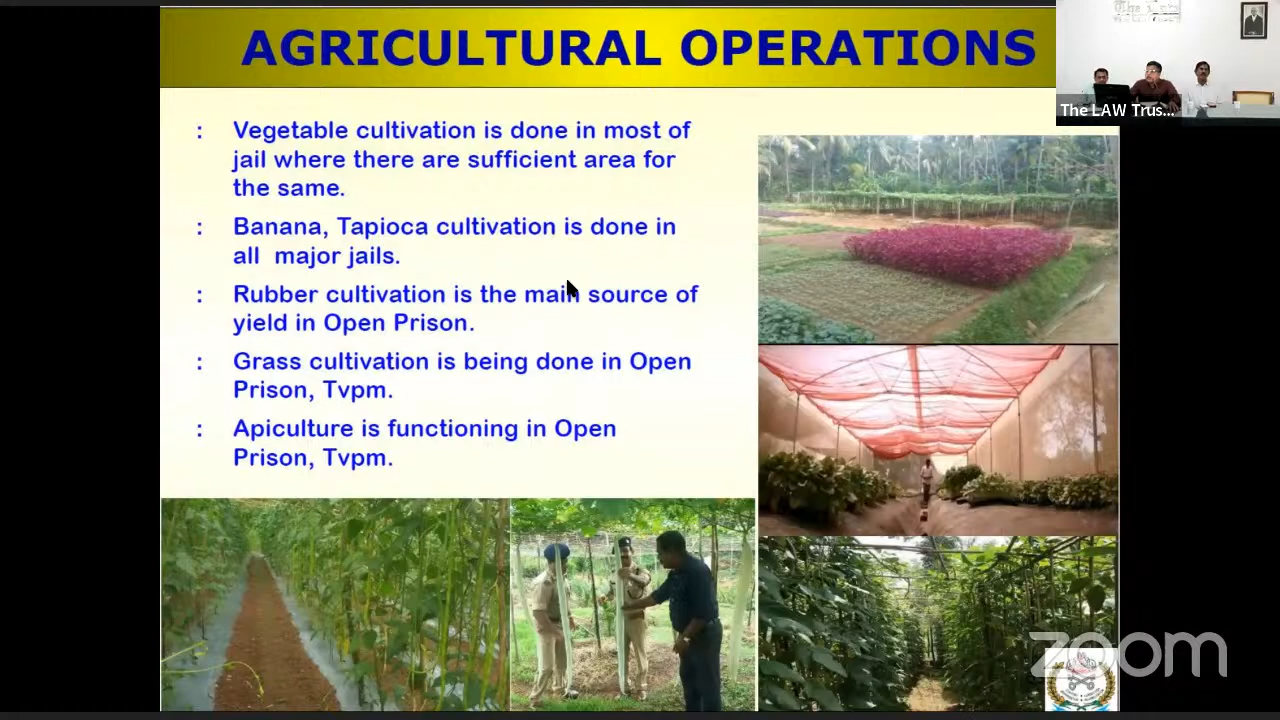 AGRICULTURAL OPERATIONS
The LAW Trus...
: Vegetable cultivation is done in most of
jail where there are sufficient area for
the same.
: Banana, Tapioca cultivation is done in
all major jails.
: Rubber cultivation is the main source of
yield in Open Prison.
: Grass cultivation is being done in Open
Prison, Tvpm.
: Apiculture is functioning in Open
Prison, Tvpm.
zoom